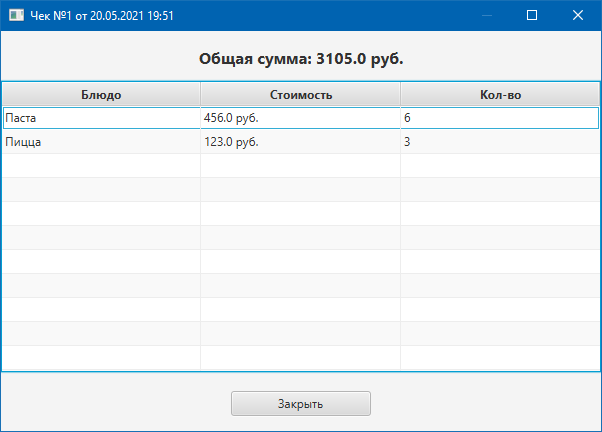 Чек №1 от 20.05.2021 19:51
Общая сумма: 3105.0 руб.
Блюдо Стоимость Кол-во
Паста 456.0 руб. 6
Пицца 123.0 руб. 3
Закрыть